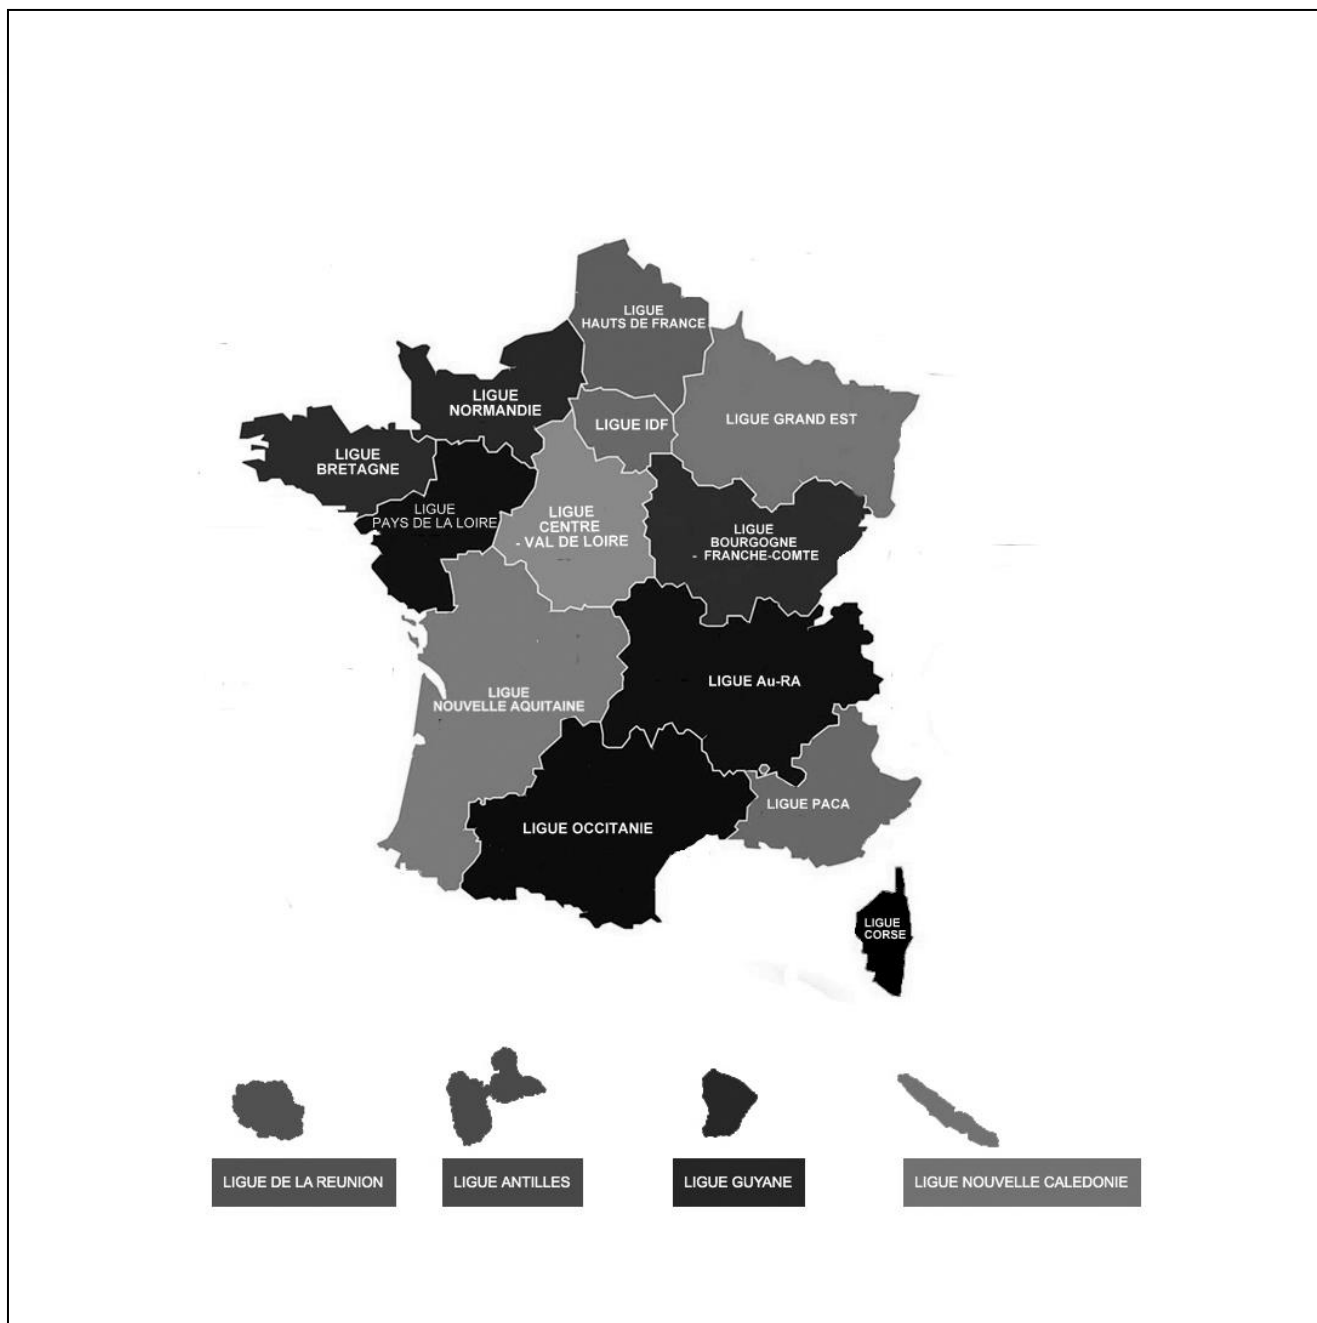 LIGUE
HAUTS DE FRANCE
LIGUE
NORMANDIE
LIGUE IDF
LIGUE GRAND EST
LIGUE
BRETAGNE
LIGUE
PAYS DE LA LOIRE
LIGUE
CENTRE
- VAL DE LOIRE
LIGUE
BOURGOGNE
- FRANCHE-COMTE
LIGUE Au-RA
LIGUE
NOUVELLE AQUITAINE
LIGUE PACA
LIGUE OCCITANIE
LIGUE
CORSE
LIGUE DE LA REUNION
LIGUE ANTILLES
LIGUE GUYANE
LIGUE NOUVELLE CALEDONIE